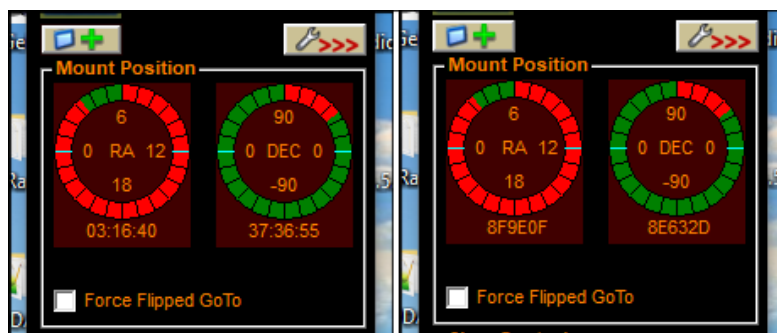 >>>
Mount Position
6
90
0 RA 12
0 DEC 0
18
-90
03:16:40
37:36:55
Force Flipped GoTo
>>>
Mount Position
6
90
0 RA 12
0 DEC 0
18
-90
8F9E0F
8E632D
Force Flipped GoTo